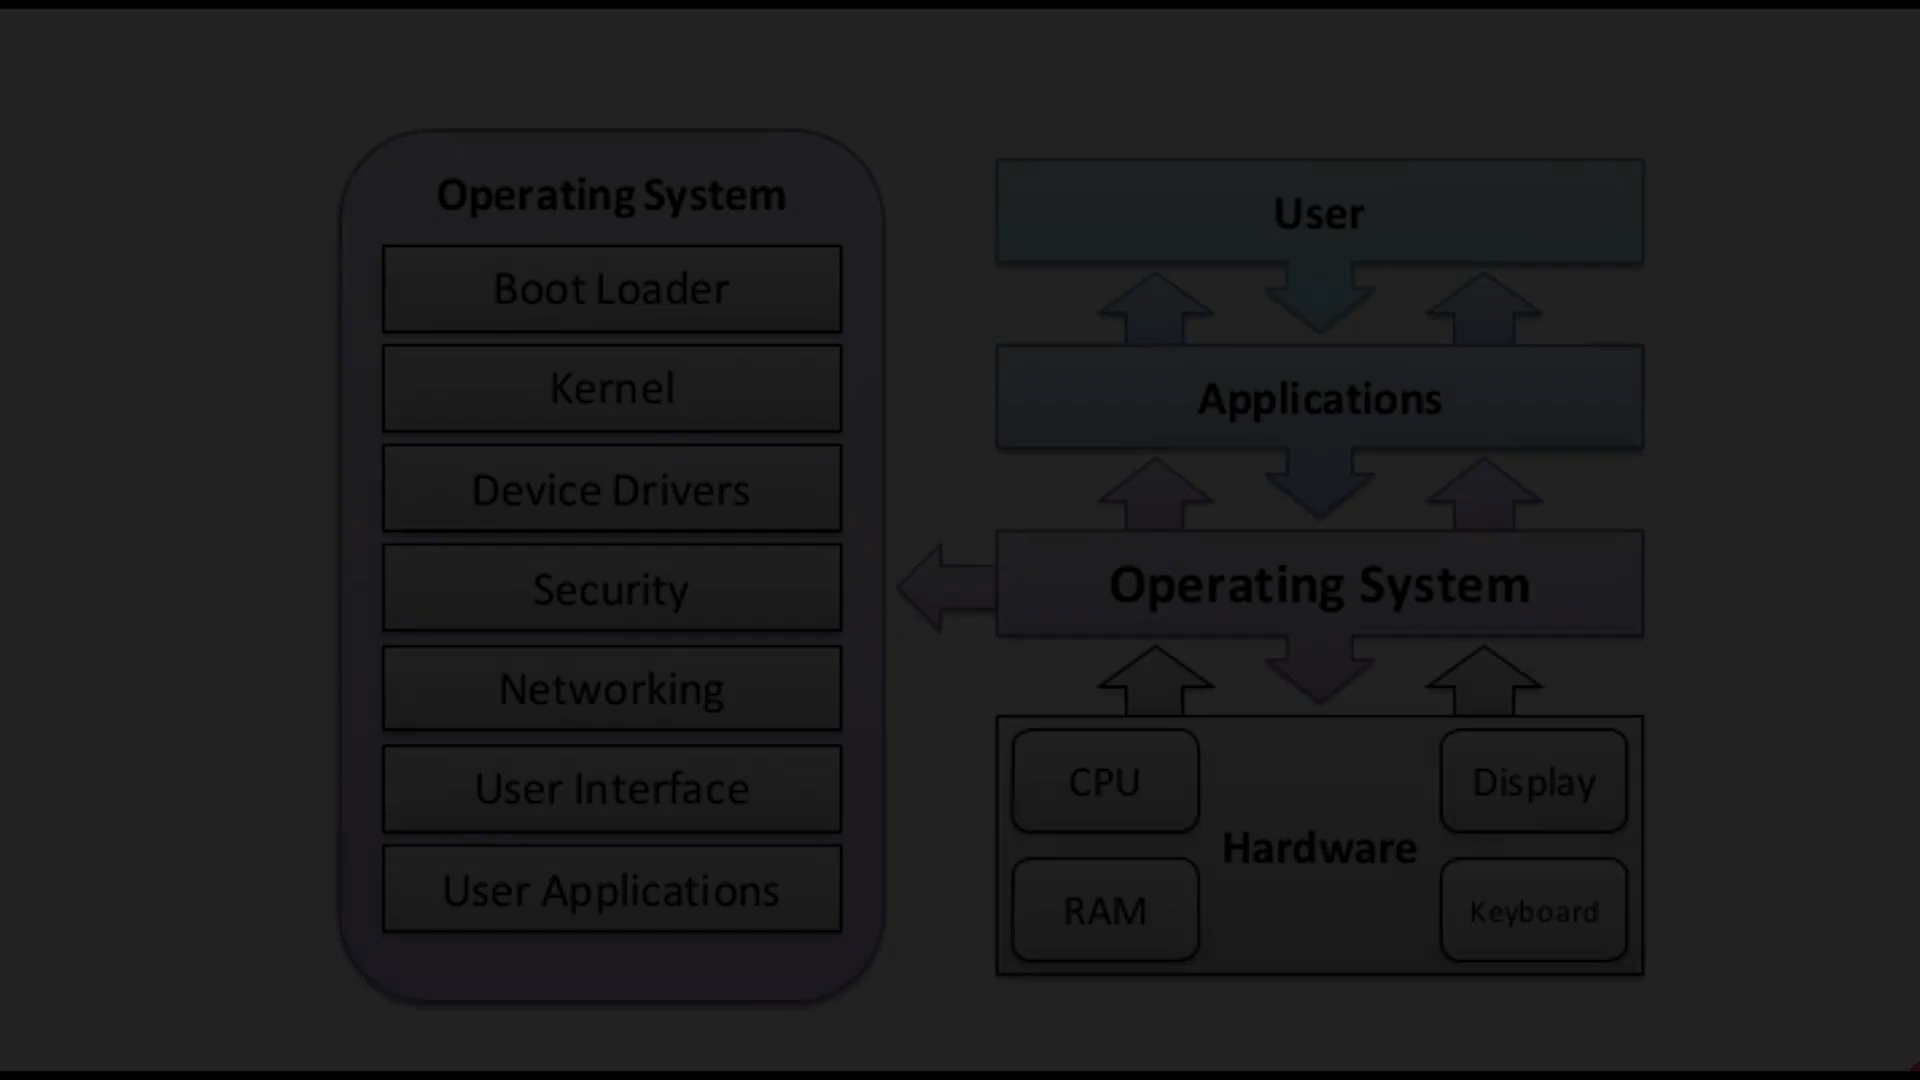 Operating System
Boot Loader
Kernel
Device Drivers
Security
Networking
User Interface
User Applications
User
Applications
Operating System
CPU
Display
Hardware
RAM
Keyboard